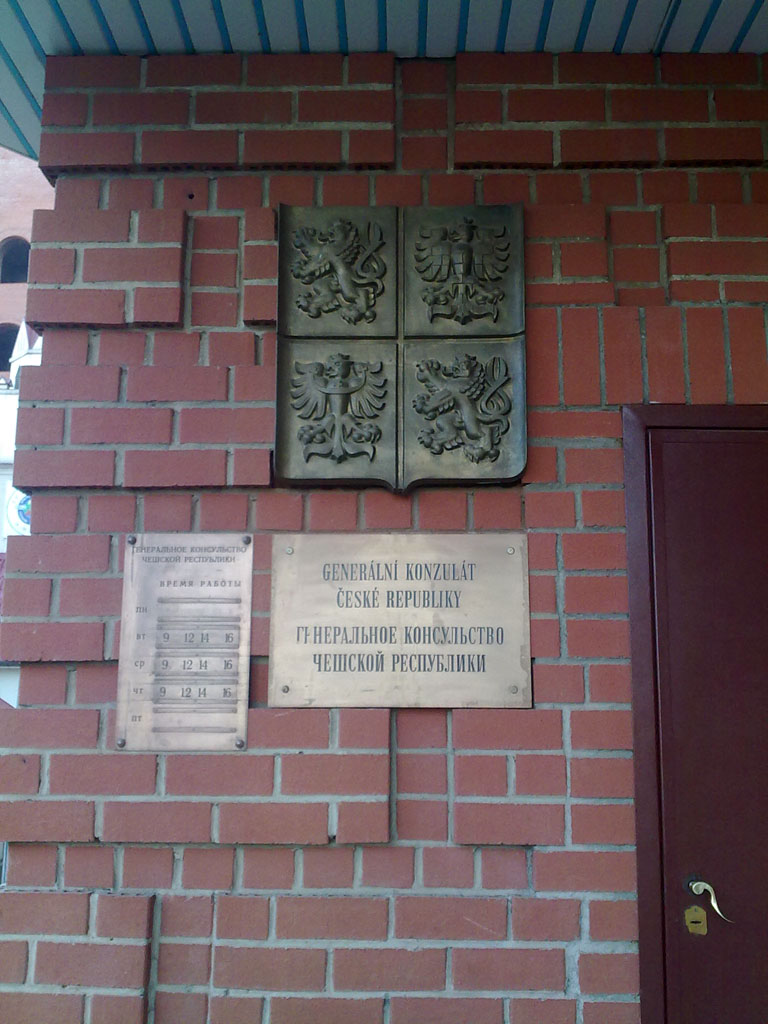 ГЕНЕРАЛЬНОЕ КОНСУЛЬСТВО
ЧЕШСКОЙ РЕСПУБЛИКИ
ВРЕМЯ РАБОТЫ
ПН
ВТ 9 12 14 16
СР 9 12 14 16
ЧТ 9 12 14 16
ПТ
GENERÁLNÍ KONZULÁT
ČESKÉ REPUBLIKY
ГЕНЕРАЛЬНОЕ КОНСУЛЬСТВО
ЧЕШСКОЙ РЕСПУБЛИКИ